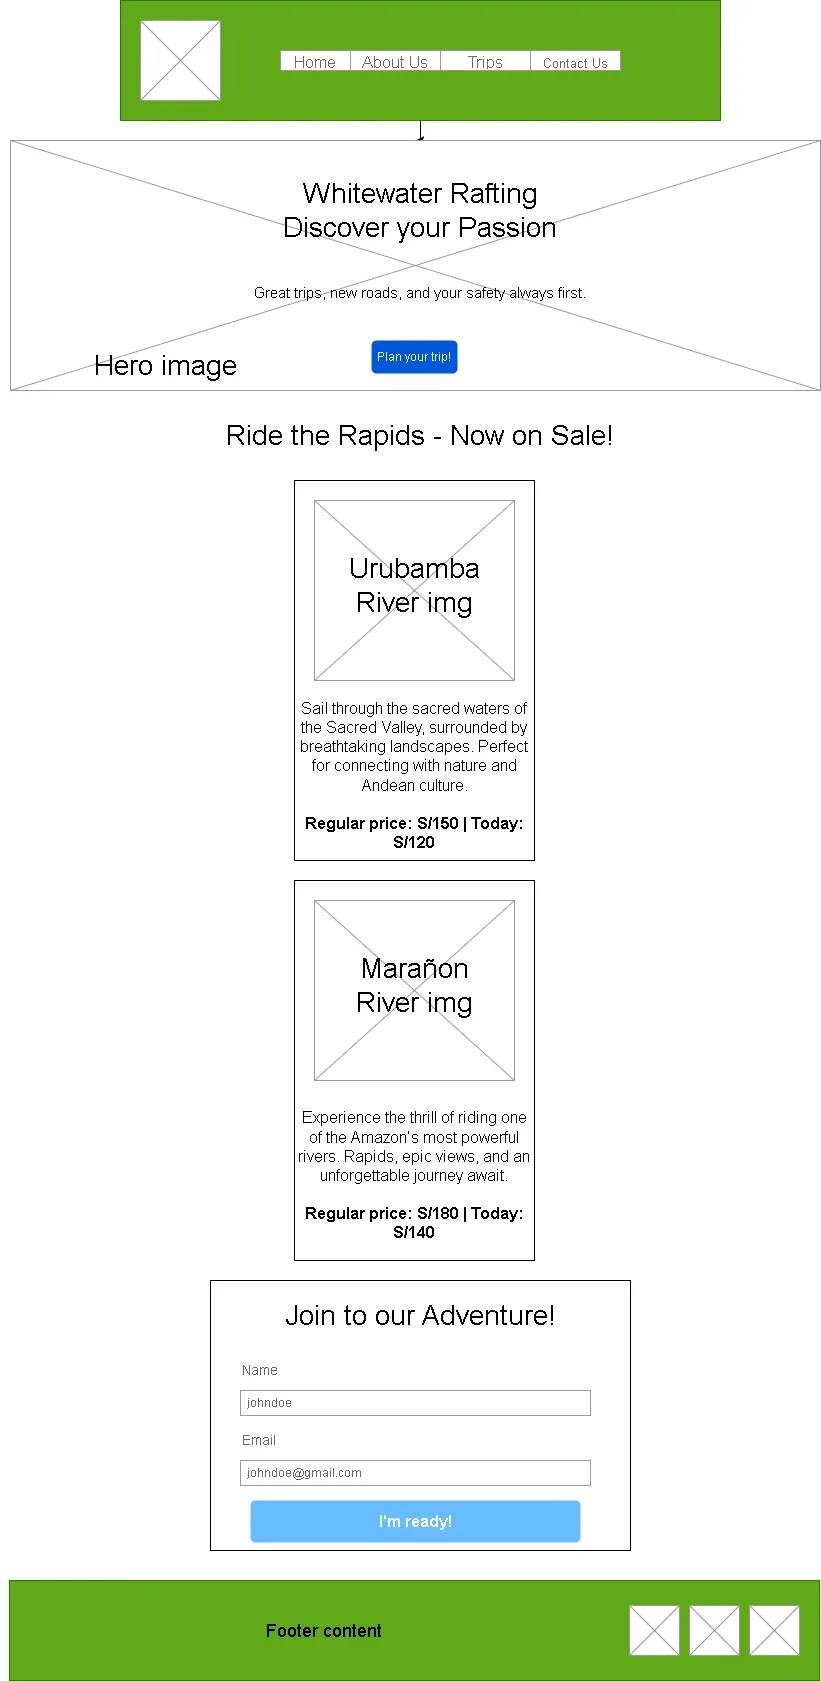 Home About Us Trips Contact Us
Whitewater Rafting
Discover your Passion
Great trips, new roads, and your safety always first.
Hero image
Plan your trip!
Ride the Rapids - Now on Sale!
Urubamba
River img
Sail through the sacred waters of
the Sacred Valley, surrounded by
breathtaking landscapes. Perfect
for connecting with nature and
Andean culture.
Regular price: S/150 | Today:
S/120
Marañon
River img
Experience the thrill of riding one
of the Amazon's most powerful
rivers. Rapids, epic views, and an
unforgettable journey await.
Regular price: S/180 | Today:
S/140
Join to our Adventure!
Name
johndoe
Email
johndoe@gmail.com
I'm ready!
Footer content